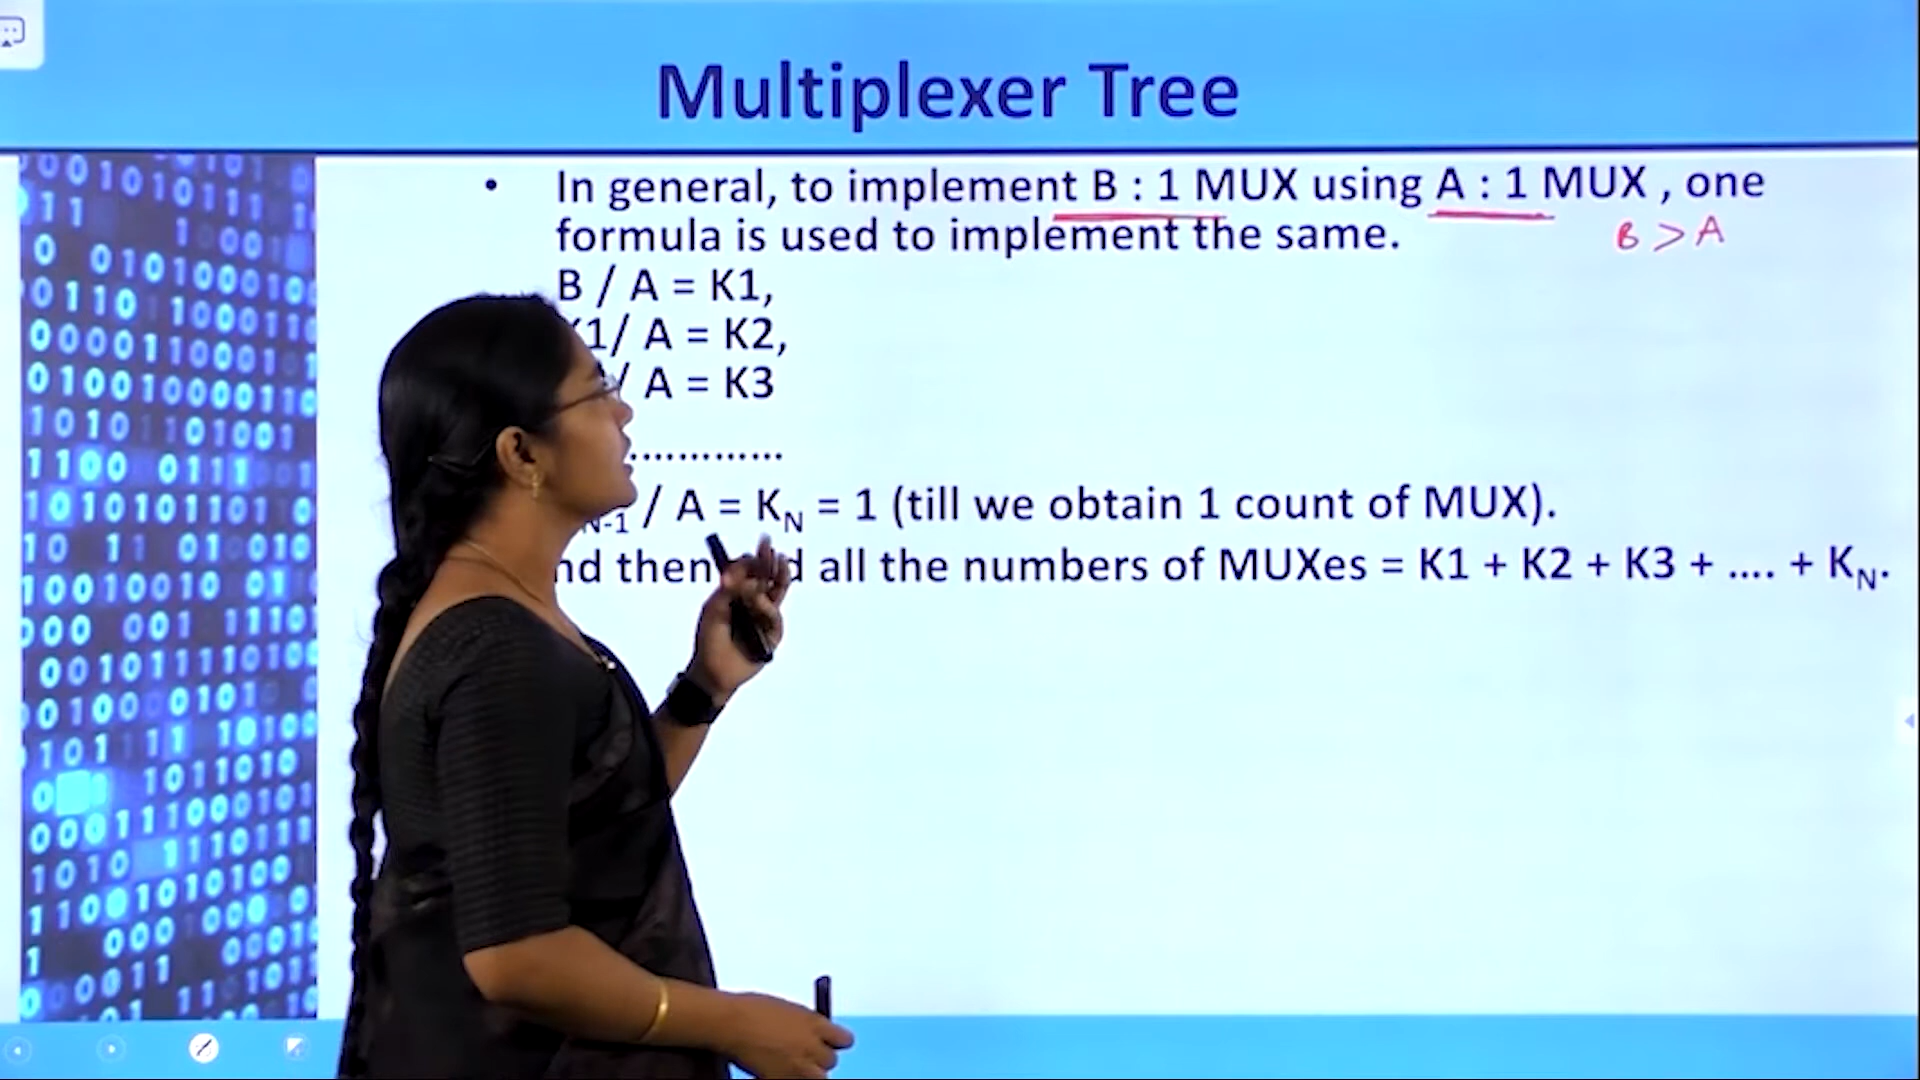 Multiplexer Tree
• In general, to implement B : 1 MUX using A : 1 MUX , one
formula is used to implement the same.
B > A
B / A = K1,
1/ A = K2,
/ A = K3
.............
N-1 / A = KN = 1 (till we obtain 1 count of MUX).
then all the numbers of MUXes = K1 + K2 + K3 + .... + KN.